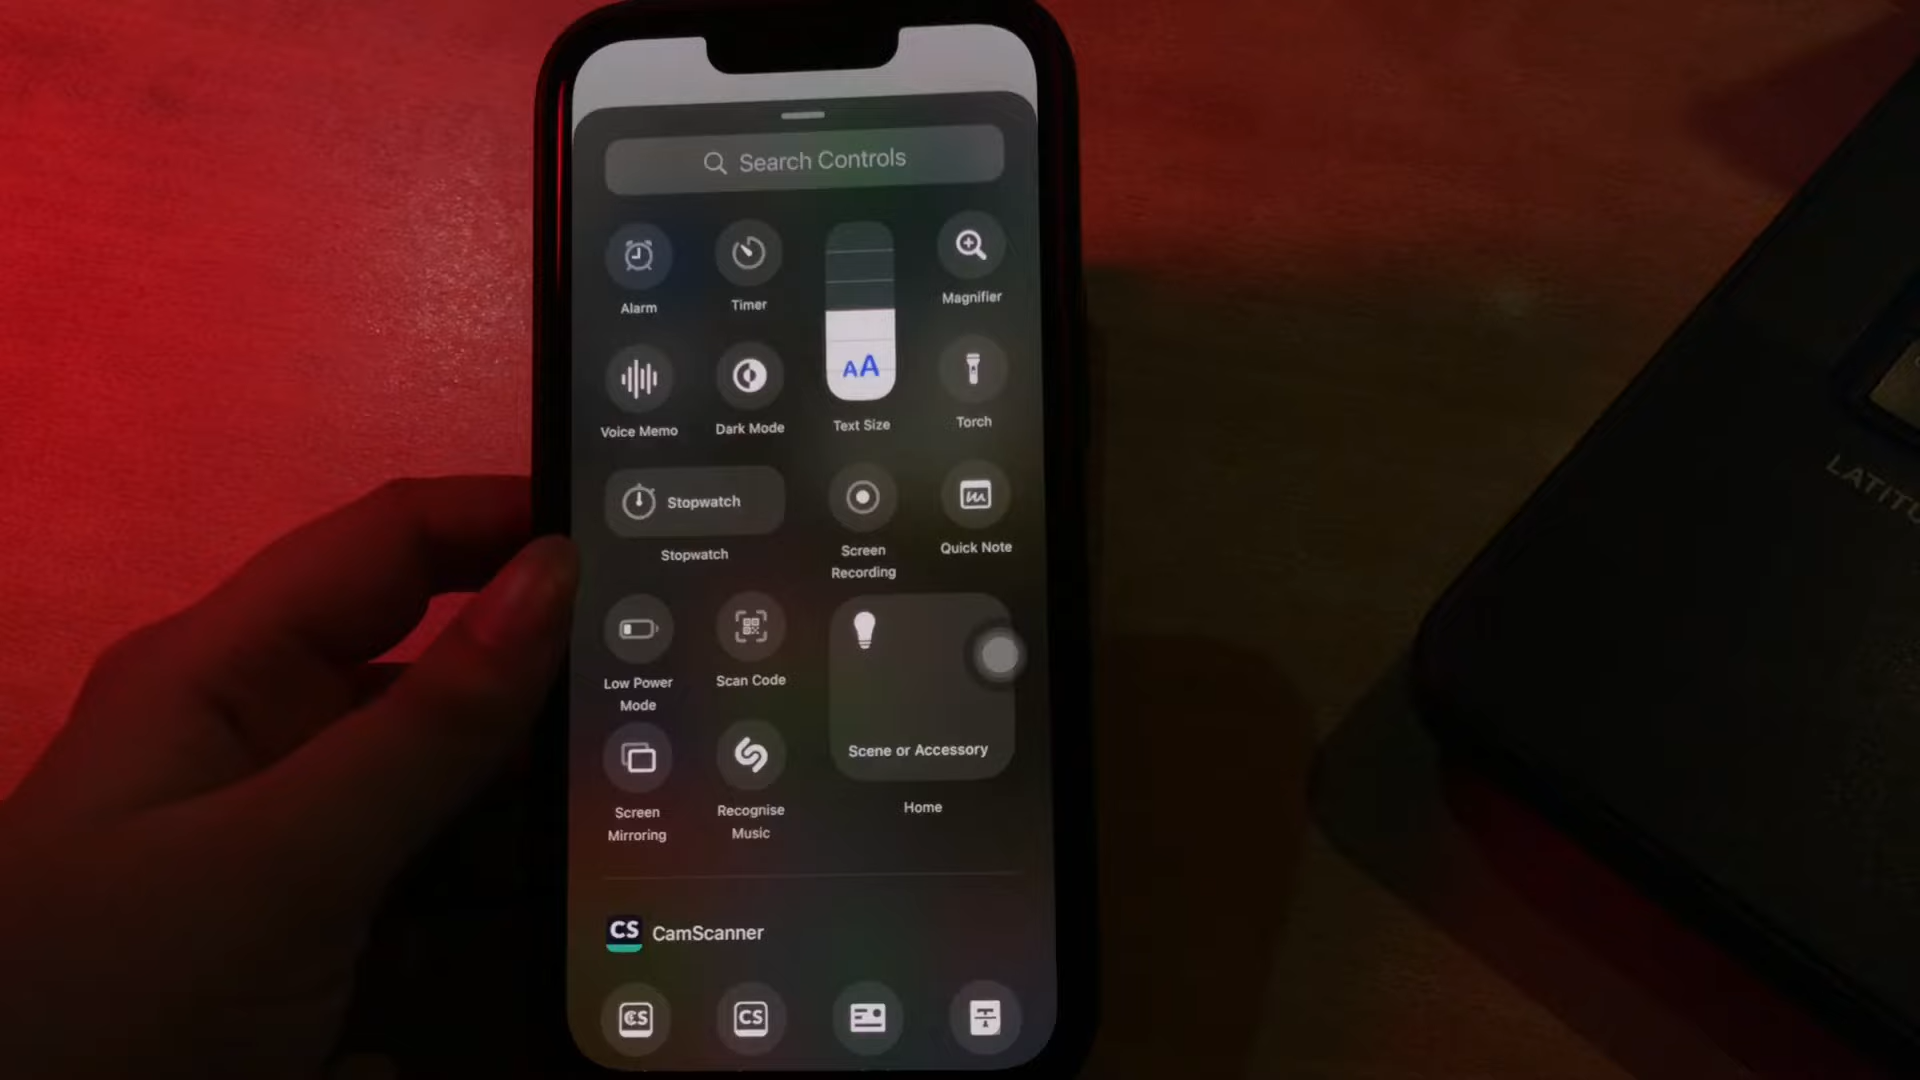 Search Controls
Alarm
Timer
Magnifier
AA
Voice Memo
Dark Mode
Text Size
Torch
Stopwatch
Stopwatch
Screen
Recording
Quick Note
Low Power
Mode
Scan Code
Scene or Accessory
Screen
Mirroring
Recognise
Music
Home
CS CamScanner
CS
CS
LATITU